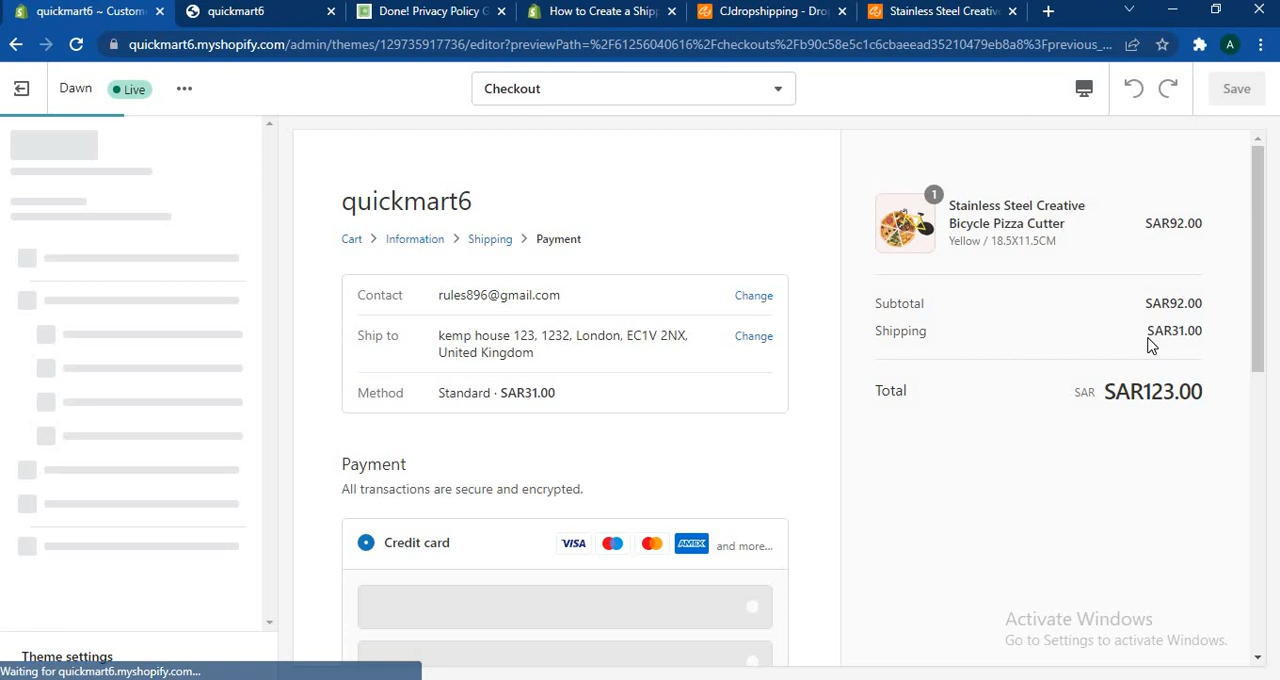 quickmart6 ~ Custom
quickmart6
Done! Privacy Policy G
How to Create a Shipp
CJdropshipping - Drop
Stainless Steel Creativ
quickmart6.myshopify.com/admin/themes/129735917736/editor?previewPath=%2F61256040616%2Fcheckouts%2Fb90c58e5c1c6cbaeead35210479eb8a8%3Fprevious_...
A
Dawn
Live
Checkout
Save
quickmart6
Cart
Information
Shipping
Payment
Contact
rules896@gmail.com
Change
Ship to
kemp house 123, 1232, London, EC1V 2NX,
United Kingdom
Change
Method
Standard · SAR31.00
Payment
All transactions are secure and encrypted.
Credit card
VISA
AMEX
and more...
1
Stainless Steel Creative
Bicycle Pizza Cutter
Yellow / 18.5X11.5CM
SAR92.00
Subtotal
SAR92.00
Shipping
SAR31.00
Total
SAR
SAR123.00
Activate Windows
Go to Settings to activate Windows.
Theme settings
Waiting for quickmart6.myshopify.com...